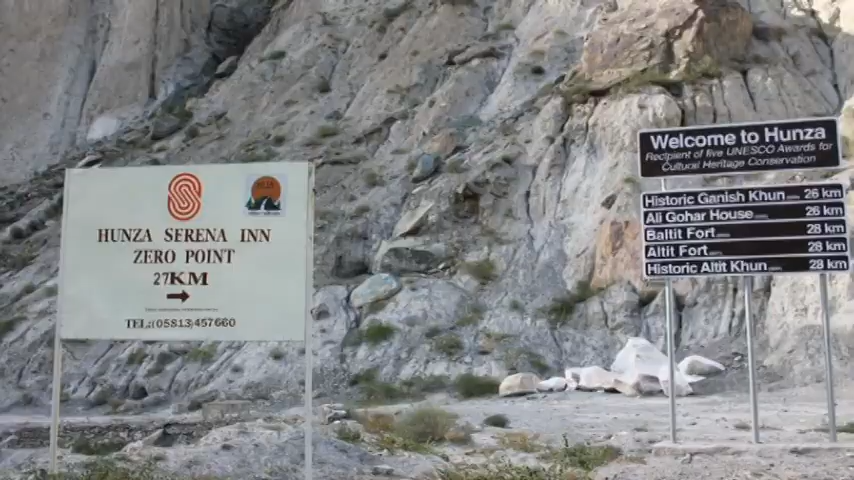 HUNZA SERENA INN
ZERO POINT
27KM
TEL:(05813)457660
Welcome to Hunza
Recipient of five UNESCO Awards for
Cultural Heritage Conservation
Historic Ganish Khun 26 km
Ali Gohar House 26 km
Baltit Fort 28 km
Altit Fort 28 km
Historic Altit Khun 28 km